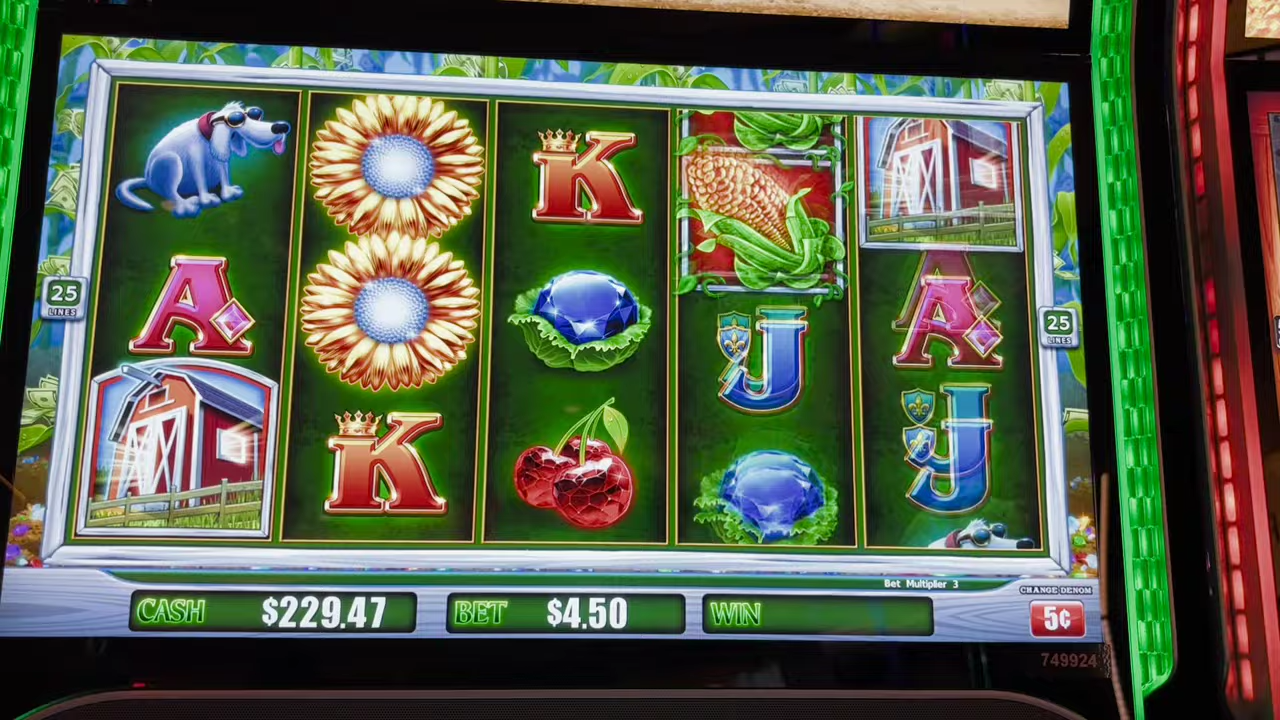 K
A
25
LINES
J
A
25
LINES
K
J
Bet Multiplier 3
CASH $229.47 BET $4.50 WIN
CHANGE DENOM
5¢
749924